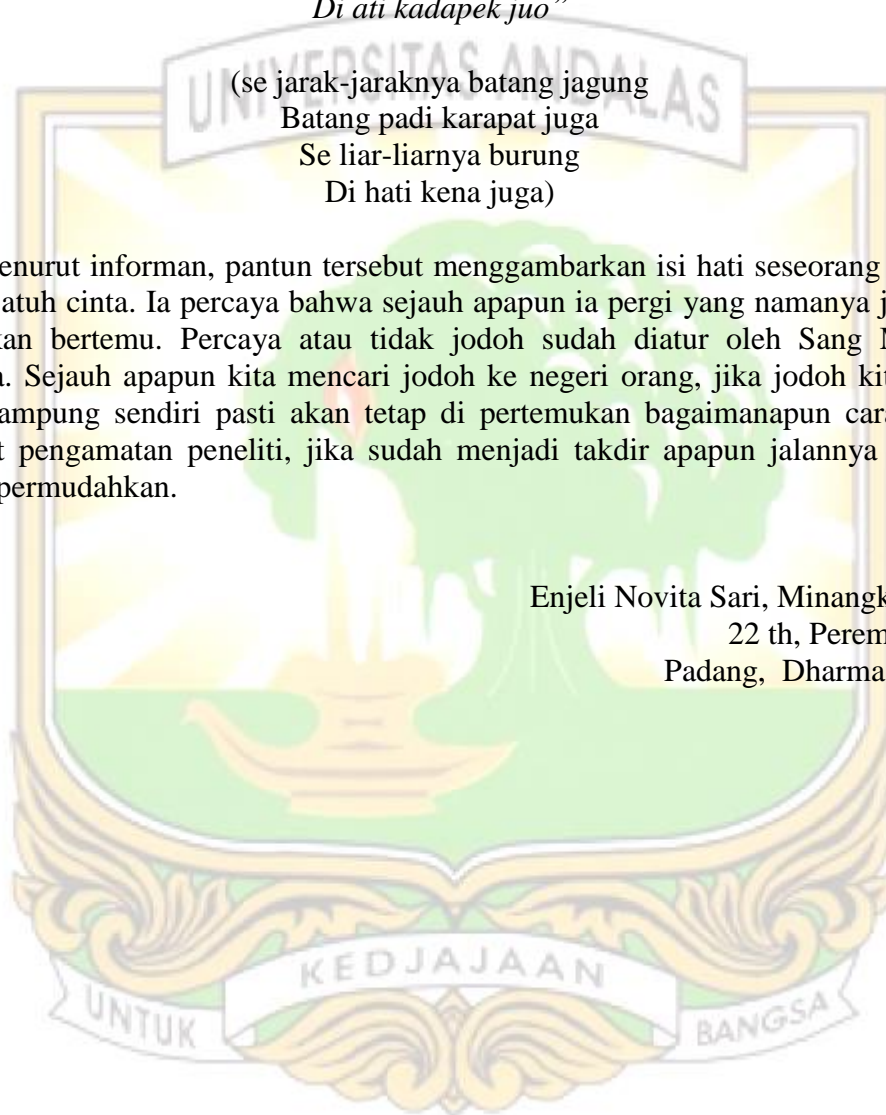 Di ati kadapek juo”
UNIVERSITAS ANDALAS
(se jarak-jaraknya batang jagung
Batang padi karapat juga
Se liar-liarnya burung
Di hati kena juga)
enurut informan, pantun tersebut menggambarkan isi hati seseorang
atuh cinta. Ia percaya bahwa sejauh apapun ia pergi yang namanya j
kan bertemu. Percaya atau tidak jodoh sudah diatur oleh Sang M
a. Sejauh apapun kita mencari jodoh ke negeri orang, jika jodoh kit
ampung sendiri pasti akan tetap di pertemukan bagaimanapun cara
t pengamatan peneliti, jika sudah menjadi takdir apapun jalannya
permudahkan.
Enjeli Novita Sari, Minangk
22 th, Perem
Padang, Dharma
KEDJAJAAN
UNTUK BANGSA